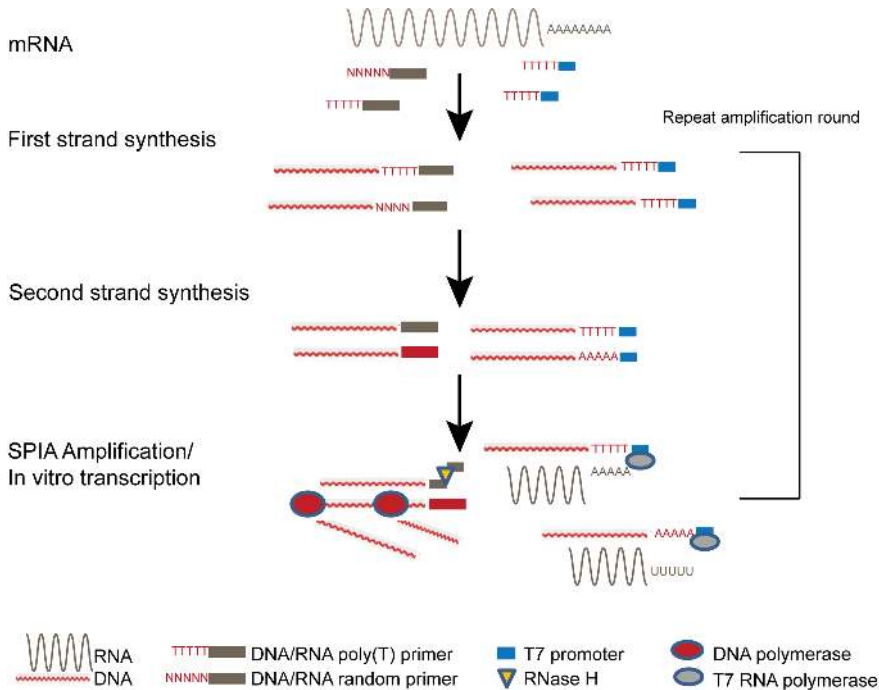 AAAAAAAA
mRNA
NNNNN
TTTTT
TTTTT
TTTTT
Repeat amplification round
First strand synthesis
TTTTT
TTTTT
NNNN
TTTTT
Second strand synthesis
TTTTT
AAAAA
SPIA Amplification/
In vitro transcription
TTTTT
AAAAA
AAAAA
UUUUU
RNA
DNA
TTTTT DNA/RNA poly(T) primer
NNNNN DNA/RNA random primer
T7 promoter
RNase H
DNA polymerase
T7 RNA polymerase